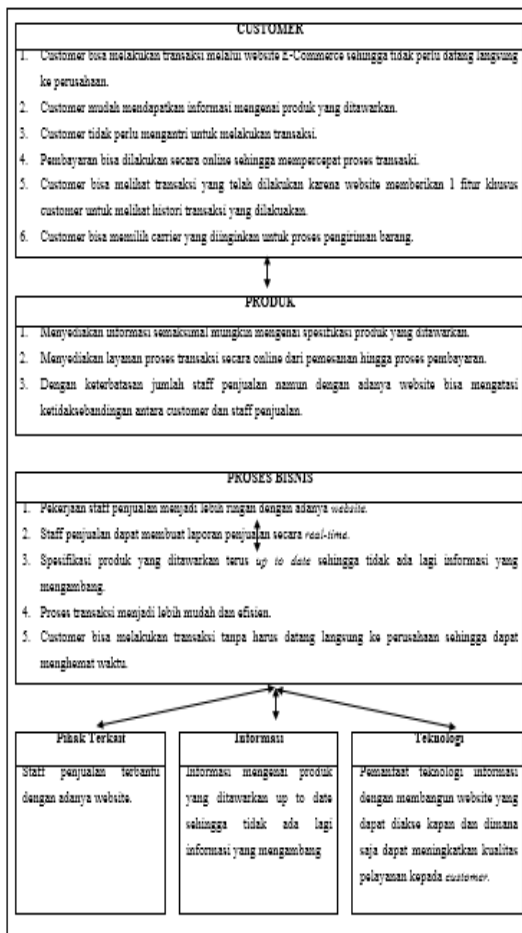 CUSTOMER
1. Customer bisa melakukan transaksi melalui website E-Commerce sehingga tidak perlu datang langsung
ke perusahaan.
2. Customer mudah mendapatkan informasi mengenai produk yang ditawarkan.
3. Customer tidak perlu mengantri untuk melakukan transaksi.
4. Pembayaran bisa dilakukan secara online sehingga mempercepat proses transaski.
5. Customer bisa melihat transaksi yang telah dilakukan karena website memberikan 1 fitur khusus
customer untuk melihat histori transaksi yang dilakuakan.
6. Customer bisa memilih carrier yang diinginkan untuk proses pengiriman barang.
PRODUK
1. Menyediakan informasi semaksimal mungkin mengenai spesifikasi produk yang ditawarkan.
2. Menyediakan layanan proses transaksi secara online dari pemesanan hingga proses pembayaran.
3. Dengan keterbatasan jumlah staff penjualan namun dengan adanya website bisa mengatasi
ketidaksebandingan antara customer dan staff penjualan.
PROSES BISNIS
1. Pekerjaan staff penjualan menjadi lebih ringan dengan adanya website.
2. Staff penjualan dapat membuat laporan penjualan secara real-time.
3. Spesifikasi produk yang ditawarkan terus up to date sehingga tidak ada lagi informasi yang
mengambang.
4. Proses transaksi menjadi lebih mudah dan efisien.
5. Customer bisa melakukan transaksi tanpa harus datang langsung ke perusahaan sehingga dapat
menghemat waktu.
Pihak Terkait
Staff penjualan terbantu
dengan adanya website.
Informasi
Informasi mengenai produk
yang ditawarkan up to date
sehingga tidak ada lagi
informasi yang mengambang
Teknologi
Pemanfaat teknologi informasi
dengan membangun website yang
dapat diakse kapan dan dimana
saja dapat meningkatkan kualitas
pelayanan kepada customer.